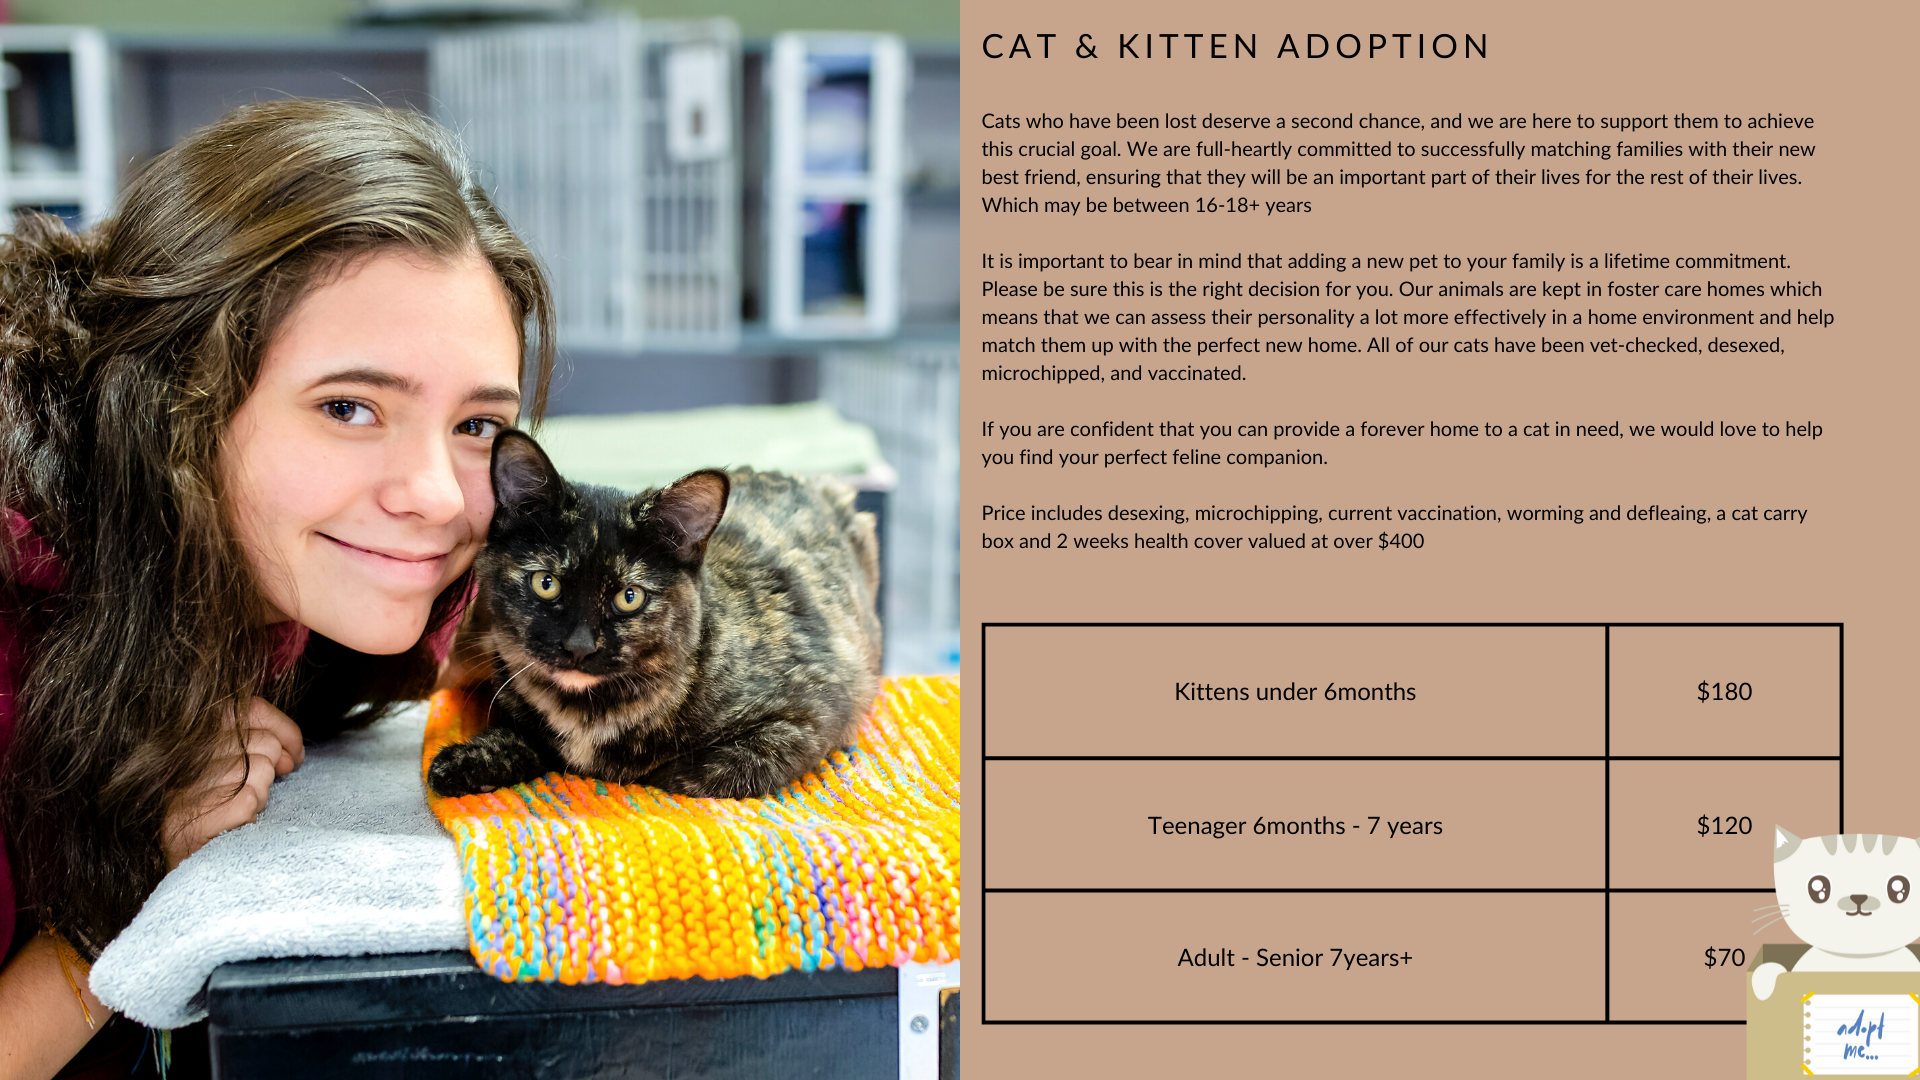 CAT & KITTEN ADOPTION
Cats who have been lost deserve a second chance, and we are here to support them to achieve
this crucial goal. We are full-heartly committed to successfully matching families with their new
best friend, ensuring that they will be an important part of their lives for the rest of their lives.
Which may be between 16-18+ years
It is important to bear in mind that adding a new pet to your family is a lifetime commitment.
Please be sure this is the right decision for you. Our animals are kept in foster care homes which
means that we can assess their personality a lot more effectively in a home environment and help
match them up with the perfect new home. All of our cats have been vet-checked, desexed,
microchipped, and vaccinated.
If you are confident that you can provide a forever home to a cat in need, we would love to help
you find your perfect feline companion.
Price includes desexing, microchipping, current vaccination, worming and defleaing, a cat carry
box and 2 weeks health cover valued at over $400
Kittens under 6months $180
Teenager 6months - 7 years $120
Adult - Senior 7years+ $70
adopt
me...